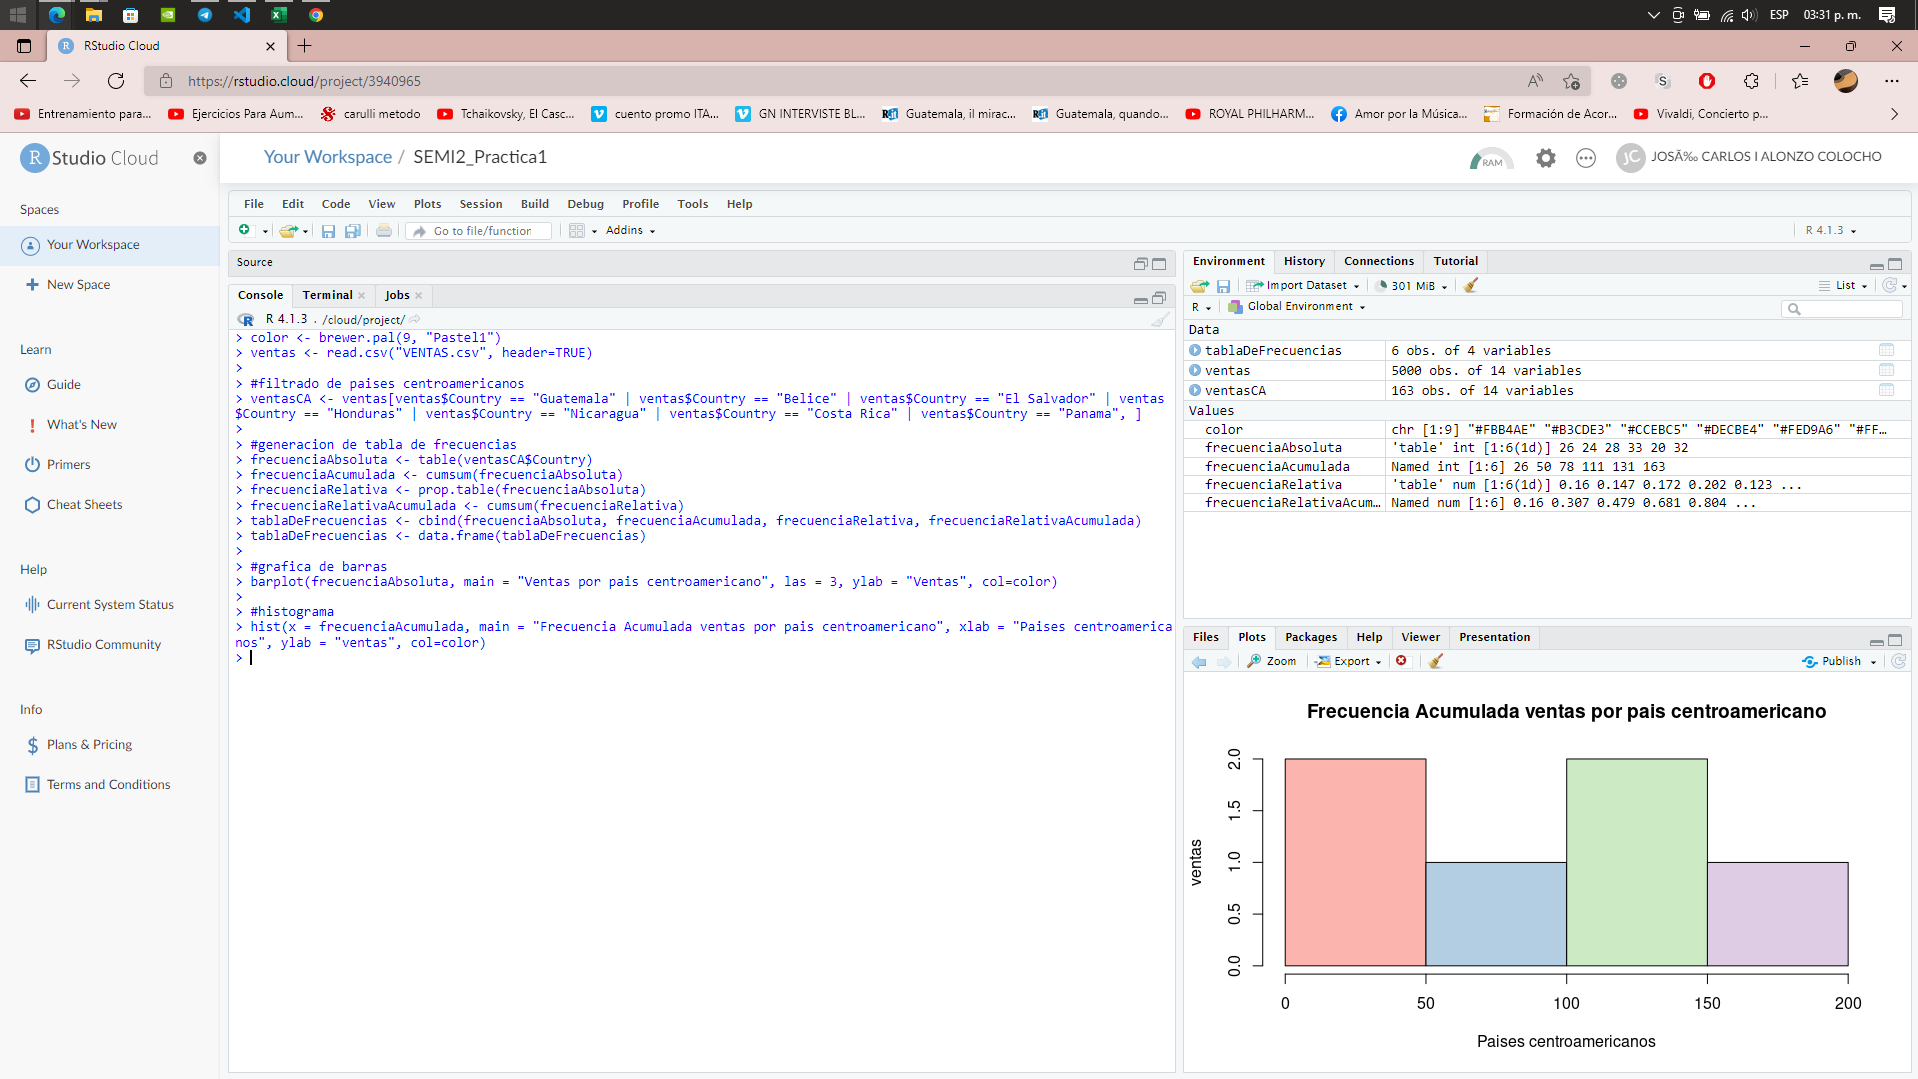 ESP
03:31 p. m.
RStudio Cloud
https://rstudio.cloud/project/3940965
Entrenamiento para...
Ejercicios Para Aum...
carulli metodo
Tchaikovsky, El Casc...
cuento promo ITA...
GN INTERVISTE BL...
Guatemala, il mirac...
Guatemala, quando...
ROYAL PHILHARM...
Amor por la Música...
Formación de Acor...
Vivaldi, Concierto p...
R Studio Cloud
Your Workspace / SEMI2_Practica1
RAM
JC
JOSÃ‰ CARLOS I ALONZO COLOCHO
Spaces
Your Workspace
New Space
Learn
Guide
What's New
Primers
Cheat Sheets
Help
Current System Status
RStudio Community
Info
Plans & Pricing
Terms and Conditions
File Edit Code View Plots Session Build Debug Profile Tools Help
Go to file/function
Addins
R 4.1.3
Source
Console Terminal Jobs
R 4.1.3 . /cloud/project/
> color <- brewer.pal(9, "Pastel1")
> ventas <- read.csv("VENTAS.csv", header=TRUE)
>
> #filtrado de paises centroamericanos
> ventasCA <- ventas[ventas$Country == "Guatemala" | ventas$Country == "Belice" | ventas$Country == "El Salvador" | ventas
$Country == "Honduras" | ventas$Country == "Nicaragua" | ventas$Country == "Costa Rica" | ventas$Country == "Panama", ]
>
> #generacion de tabla de frecuencias
> frecuenciaAbsoluta <- table(ventasCA$Country)
> frecuenciaAcumulada <- cumsum(frecuenciaAbsoluta)
> frecuenciaRelativa <- prop.table(frecuenciaAbsoluta)
> frecuenciaRelativaAcumulada <- cumsum(frecuenciaRelativa)
> tablaDeFrecuencias <- cbind(frecuenciaAbsoluta, frecuenciaAcumulada, frecuenciaRelativa, frecuenciaRelativaAcumulada)
> tablaDeFrecuencias <- data.frame(tablaDeFrecuencias)
>
> #grafica de barras
> barplot(frecuenciaAbsoluta, main = "Ventas por pais centroamericano", las = 3, ylab = "Ventas", col=color)
>
> #histograma
> hist(x = frecuenciaAcumulada, main = "Frecuencia Acumulada ventas por pais centroamericano", xlab = "Paises centroamerica
nos", ylab = "ventas", col=color)
>
Environment History Connections Tutorial
Import Dataset
301 MiB
List
R
Global Environment
Data
tablaDeFrecuencias 6 obs. of 4 variables
ventas 5000 obs. of 14 variables
ventasCA 163 obs. of 14 variables
Values
color chr [1:9] "#FBB4AE" "#B3CDE3" "#CCEBC5" "#DECBE4" "#FED9A6" "#FF...
frecuenciaAbsoluta 'table' int [1:6(1d)] 26 24 28 33 20 32
frecuenciaAcumulada Named int [1:6] 26 50 78 111 131 163
frecuenciaRelativa 'table' num [1:6(1d)] 0.16 0.147 0.172 0.202 0.123 ...
frecuenciaRelativaAcum... Named num [1:6] 0.16 0.307 0.479 0.681 0.804 ...
Files Plots Packages Help Viewer Presentation
Zoom
Export
Publish
Frecuencia Acumulada ventas por pais centroamericano
ventas
2.0
1.5
1.0
0.5
0.0
0 50 100 150 200
Paises centroamericanos